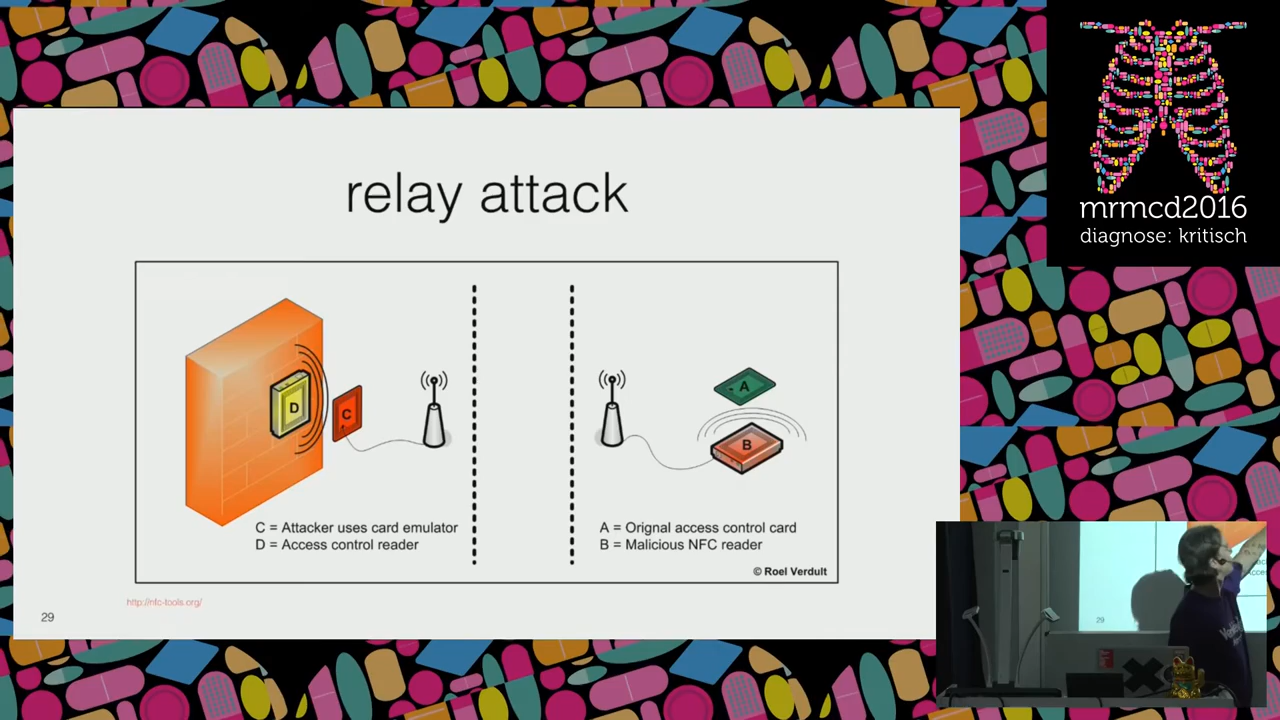 relay attack
D
C
A
B
C = Attacker uses card emulator
D = Access control reader
A = Orignal access control card
B = Malicious NFC reader
© Roel Verdult
http://nfc-tools.org/
29
mrmcd2016
diagnose: kritisch
29